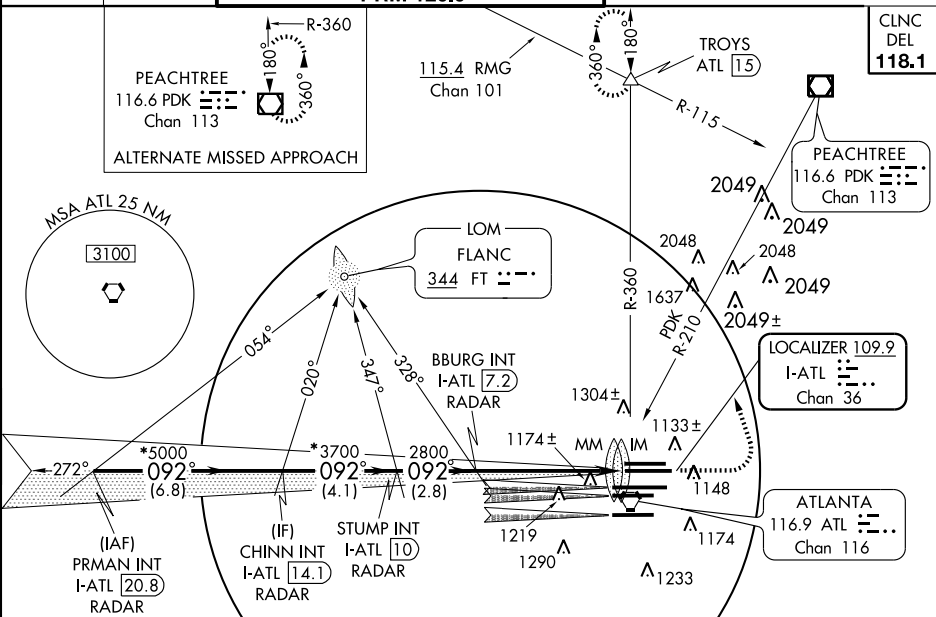 CLNC
DEL
118.1
R-360
180°
360°
PEACHTREE
116.6 PDK
Chan 113
ALTERNATE MISSED APPROACH
115.4 RMG
Chan 101
360°
180°
TROYS
ATL 15
R-115
PEACHTREE
116.6 PDK
Chan 113
MSA ATL 25 NM
3100
LOM
FLANC
344 FT
2049
2049
2048
2048
1637
2049
2049±
R-360
PDK
R-210
054°
020°
347°
328°
BBURG INT
I-ATL 7.2
RADAR
LOCALIZER 109.9
I-ATL
Chan 36
1304±
1133±
1174±
MM
IM
272°
*5000
092°
(6.8)
*3700
092°
(4.1)
2800
092°
(2.8)
1148
1219
1290
1174
1233
ATLANTA
116.9 ATL
Chan 116
(IAF)
PRMAN INT
I-ATL 20.8
RADAR
(IF)
CHINN INT
I-ATL 14.1
RADAR
STUMP INT
I-ATL 10
RADAR